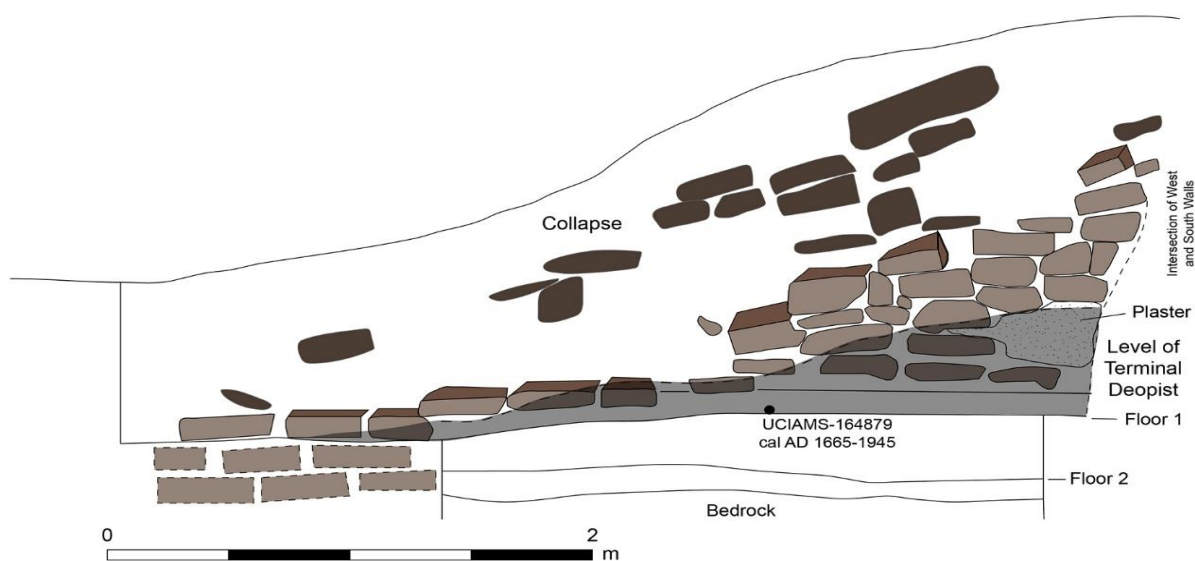 Collapse
Intersection of West
and South Walls
Plaster
Level of
Terminal
Deopist
Floor 1
UCIAMS-164879
cal AD 1665-1945
Floor 2
Bedrock
0
2
m